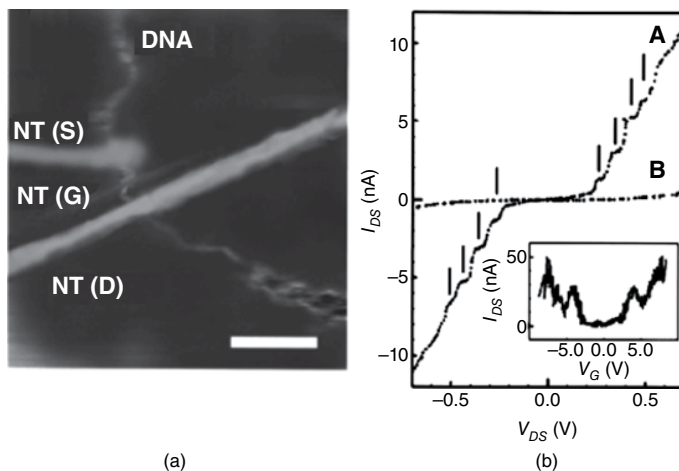 DNA
NT (S)
NT (G)
NT (D)
(a)
10
5
0
−5
−10
I_DS (nA)
A
B
50
0
I_DS (nA)
−5.0 0.0 5.0
V_G (V)
−0.5 0.0 0.5
V_DS (V)
(b)